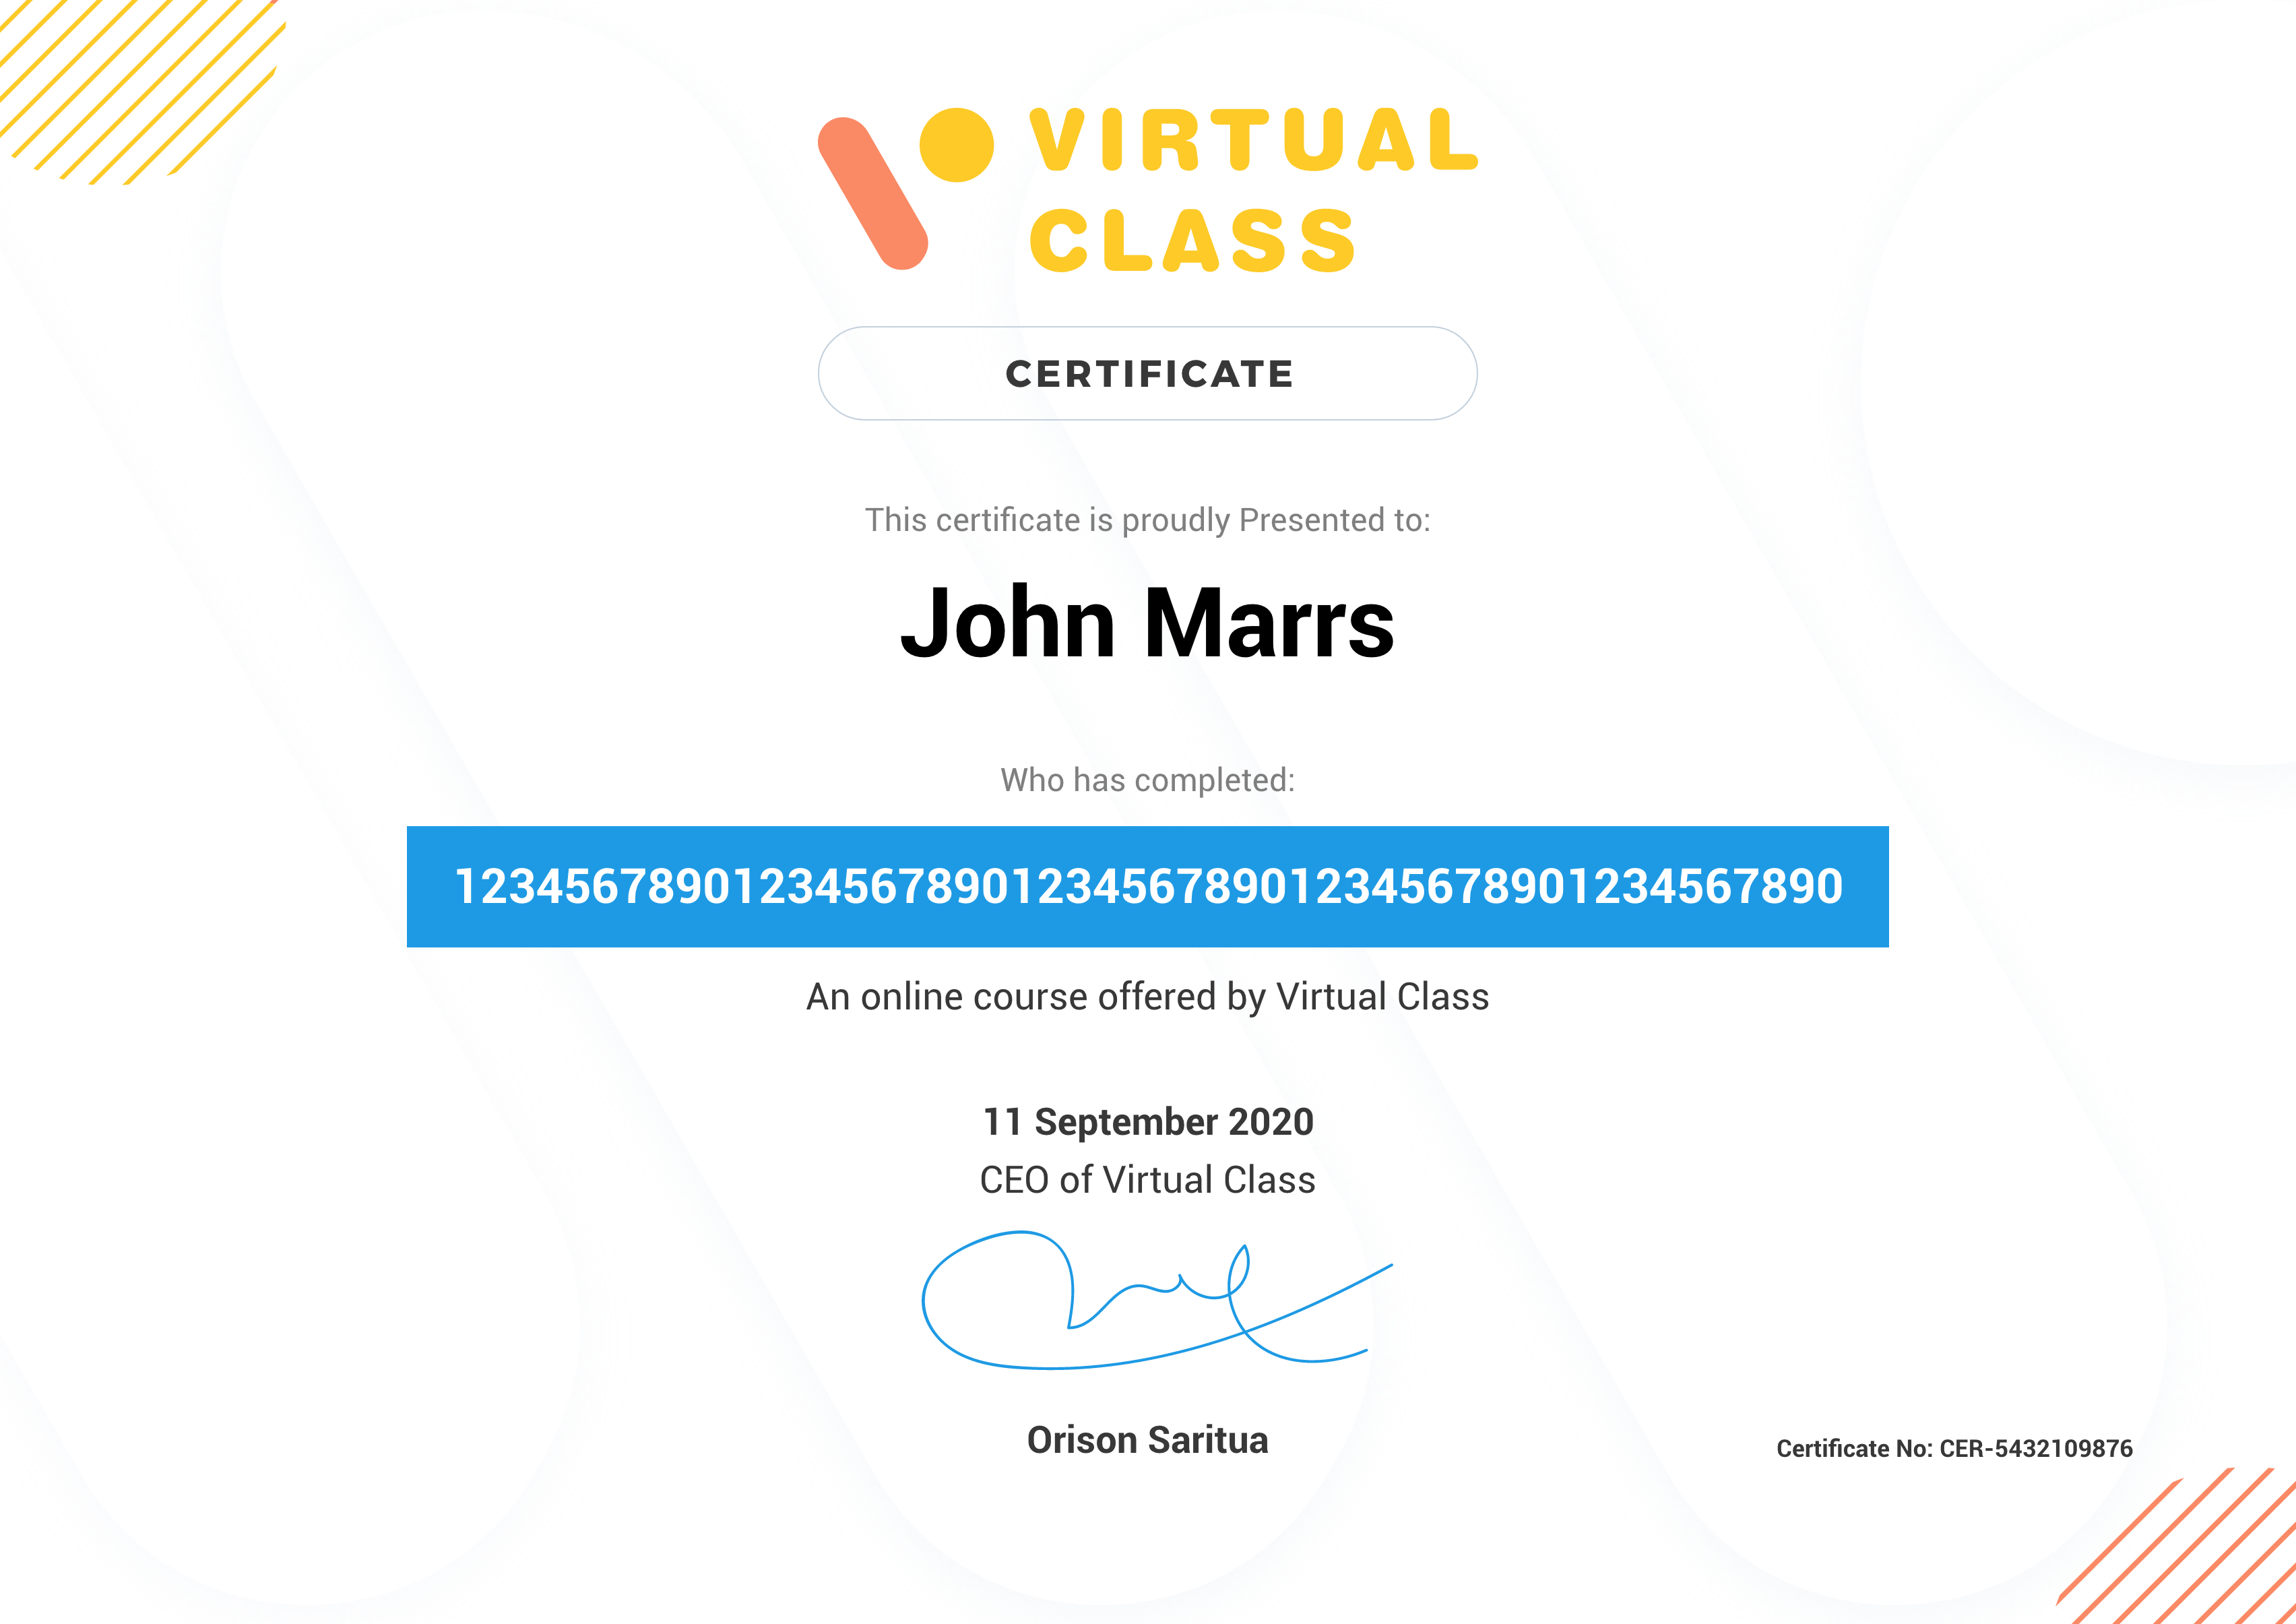 VIRTUAL
CLASS
CERTIFICATE
This certificate is proudly Presented to:
John Marrs
Who has completed:
12345678901234567890123456789012345678901234567890
An online course offered by Virtual Class
11 September 2020
CEO of Virtual Class
Orison Saritua
Certificate No: CER-5432109876